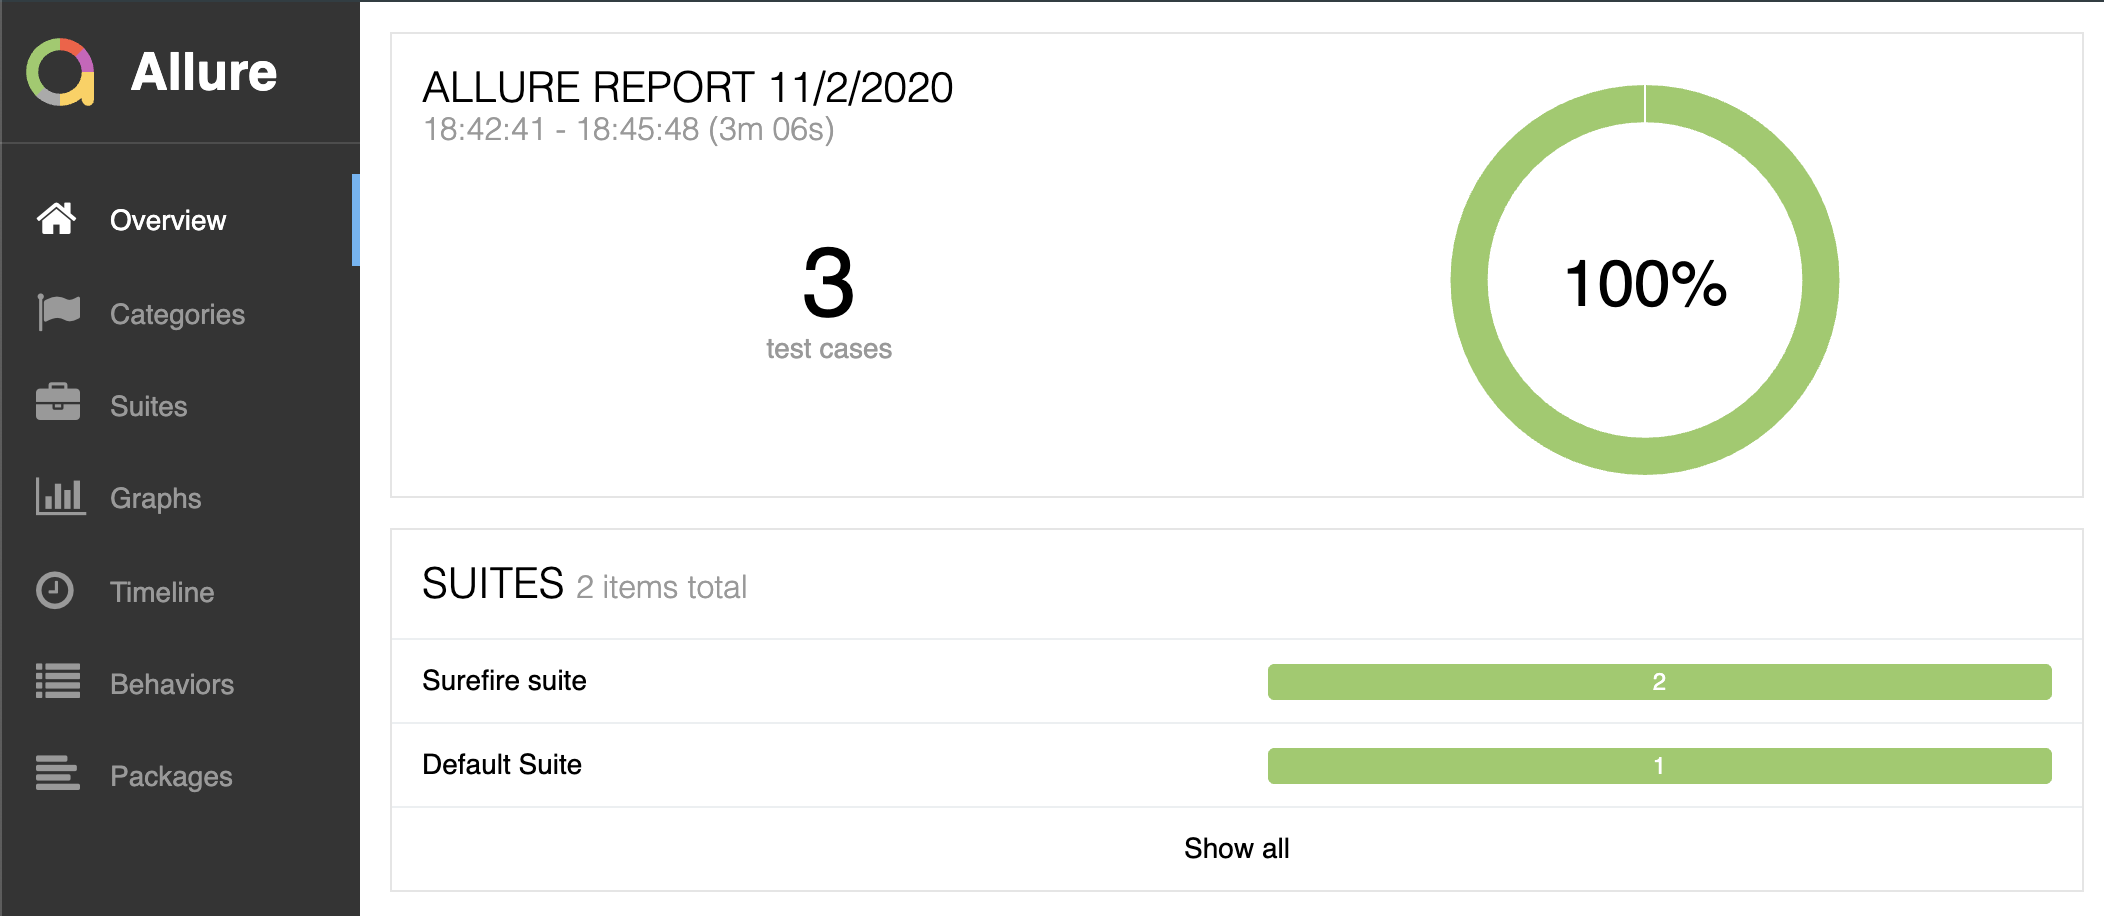 Allure
Overview
Categories
Suites
Graphs
Timeline
Behaviors
Packages
ALLURE REPORT 11/2/2020
18:42:41 - 18:45:48 (3m 06s)
3
test cases
100%
SUITES 2 items total
Surefire suite 2
Default Suite 1
Show all